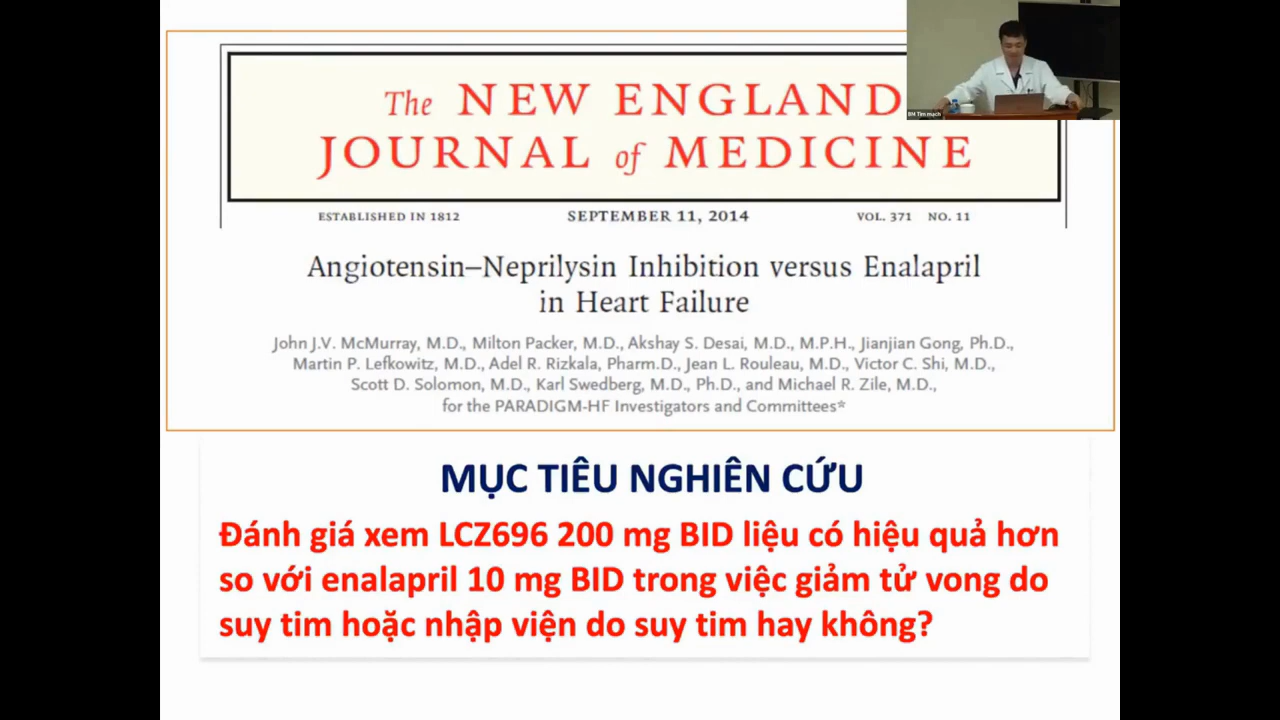 The NEW ENGLAND
JOURNAL of MEDICINE
BM Tim mạch
ESTABLISHED IN 1812
SEPTEMBER 11, 2014
VOL. 371 NO. 11
Angiotensin–Neprilysin Inhibition versus Enalapril
in Heart Failure
John J.V. McMurray, M.D., Milton Packer, M.D., Akshay S. Desai, M.D., M.P.H., Jianjian Gong, Ph.D.,
Martin P. Lefkowitz, M.D., Adel R. Rizkala, Pharm.D., Jean L. Rouleau, M.D., Victor C. Shi, M.D.,
Scott D. Solomon, M.D., Karl Swedberg, M.D., Ph.D., and Michael R. Zile, M.D.,
for the PARADIGM-HF Investigators and Committees*
MỤC TIÊU NGHIÊN CỨU
Đánh giá xem LCZ696 200 mg BID liệu có hiệu quả hơn
so với enalapril 10 mg BID trong việc giảm tử vong do
suy tim hoặc nhập viện do suy tim hay không?